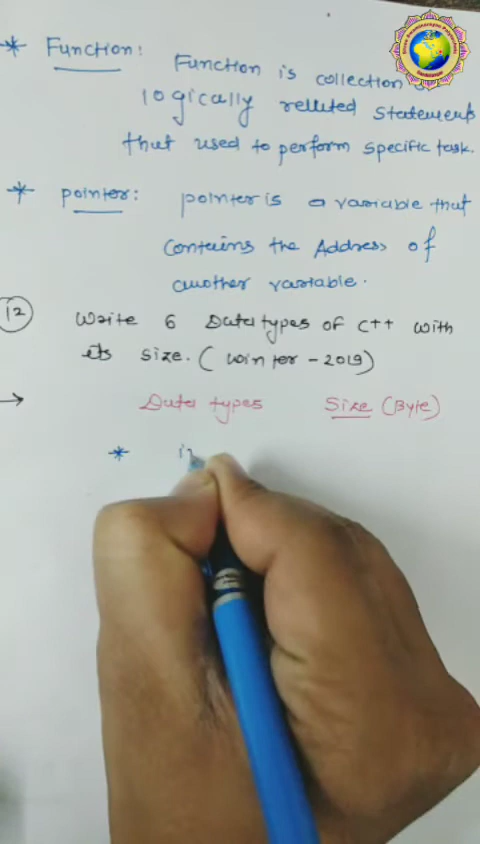 * Function: Function is collection
logically relluted statements
that used to perform specific task.
* pointer: pointer is a variable that
contains the Address of
another variable.
12 Write 6 Data types of C++ with
its size. (winter - 2019)
→ Data types Size (Byte)
* in